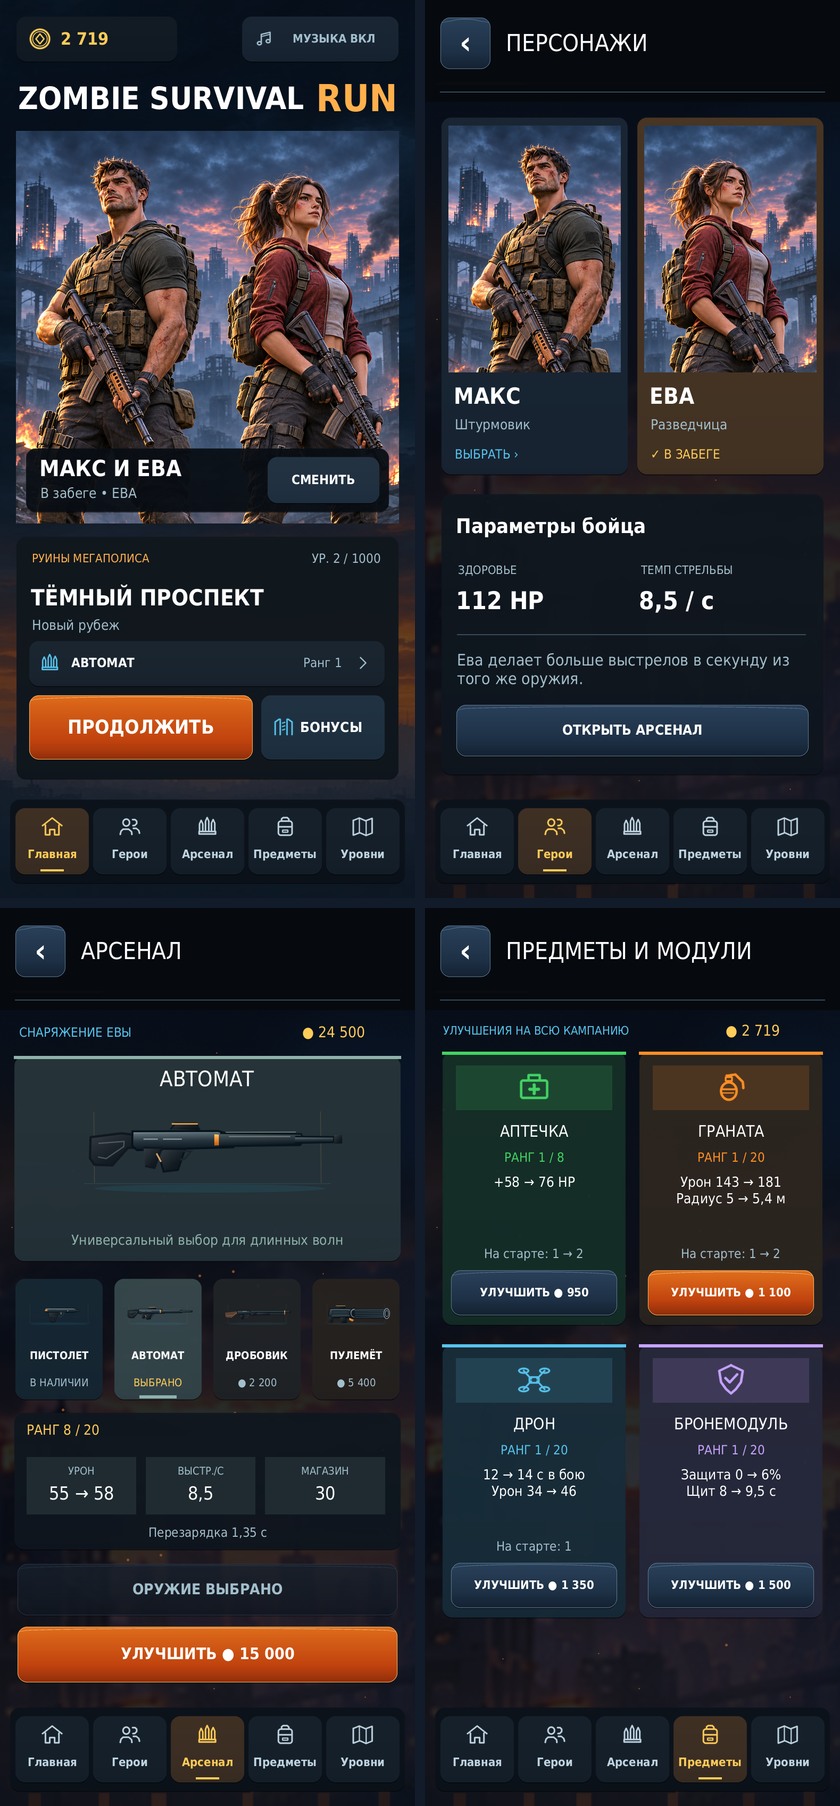 2 719
МУЗЫКА ВКЛ
ZOMBIE SURVIVAL RUN
МАКС И ЕВА
В забеге • ЕВА
СМЕНИТЬ
РУИНЫ МЕГАПОЛИСА
УР. 2 / 1000
ТЁМНЫЙ ПРОСПЕКТ
Новый рубеж
АВТОМАТ
Ранг 1
ПРОДОЛЖИТЬ
БОНУСЫ
Главная
Герои
Арсенал
Предметы
Уровни
ПЕРСОНАЖИ
МАКС
Штурмовик
ВЫБРАТЬ ›
ЕВА
Разведчица
✓ В ЗАБЕГЕ
Параметры бойца
ЗДОРОВЬЕ
112 HP
ТЕМП СТРЕЛЬБЫ
8,5 / с
Ева делает больше выстрелов в секунду из
того же оружия.
ОТКРЫТЬ АРСЕНАЛ
Главная
Герои
Арсенал
Предметы
Уровни
АРСЕНАЛ
СНАРЯЖЕНИЕ ЕВЫ
● 24 500
АВТОМАТ
Универсальный выбор для длинных волн
ПИСТОЛЕТ
В НАЛИЧИИ
АВТОМАТ
ВЫБРАНО
ДРОБОВИК
● 2 200
ПУЛЕМЁТ
● 5 400
РАНГ 8 / 20
УРОН
55 → 58
ВЫСТР./С
8,5
МАГАЗИН
30
Перезарядка 1,35 с
ОРУЖИЕ ВЫБРАНО
УЛУЧШИТЬ ● 15 000
Главная
Герои
Арсенал
Предметы
Уровни
ПРЕДМЕТЫ И МОДУЛИ
УЛУЧШЕНИЯ НА ВСЮ КАМПАНИЮ
● 2 719
АПТЕЧКА
РАНГ 1 / 8
+58 → 76 HP
На старте: 1 → 2
УЛУЧШИТЬ ● 950
ГРАНАТА
РАНГ 1 / 20
Урон 143 → 181
Радиус 5 → 5,4 м
На старте: 1 → 2
УЛУЧШИТЬ ● 1 100
ДРОН
РАНГ 1 / 20
12 → 14 с в бою
Урон 34 → 46
На старте: 1
УЛУЧШИТЬ ● 1 350
БРОНЕМОДУЛЬ
РАНГ 1 / 20
Защита 0 → 6%
Щит 8 → 9,5 с
УЛУЧШИТЬ ● 1 500
Главная
Герои
Арсенал
Предметы
Уровни